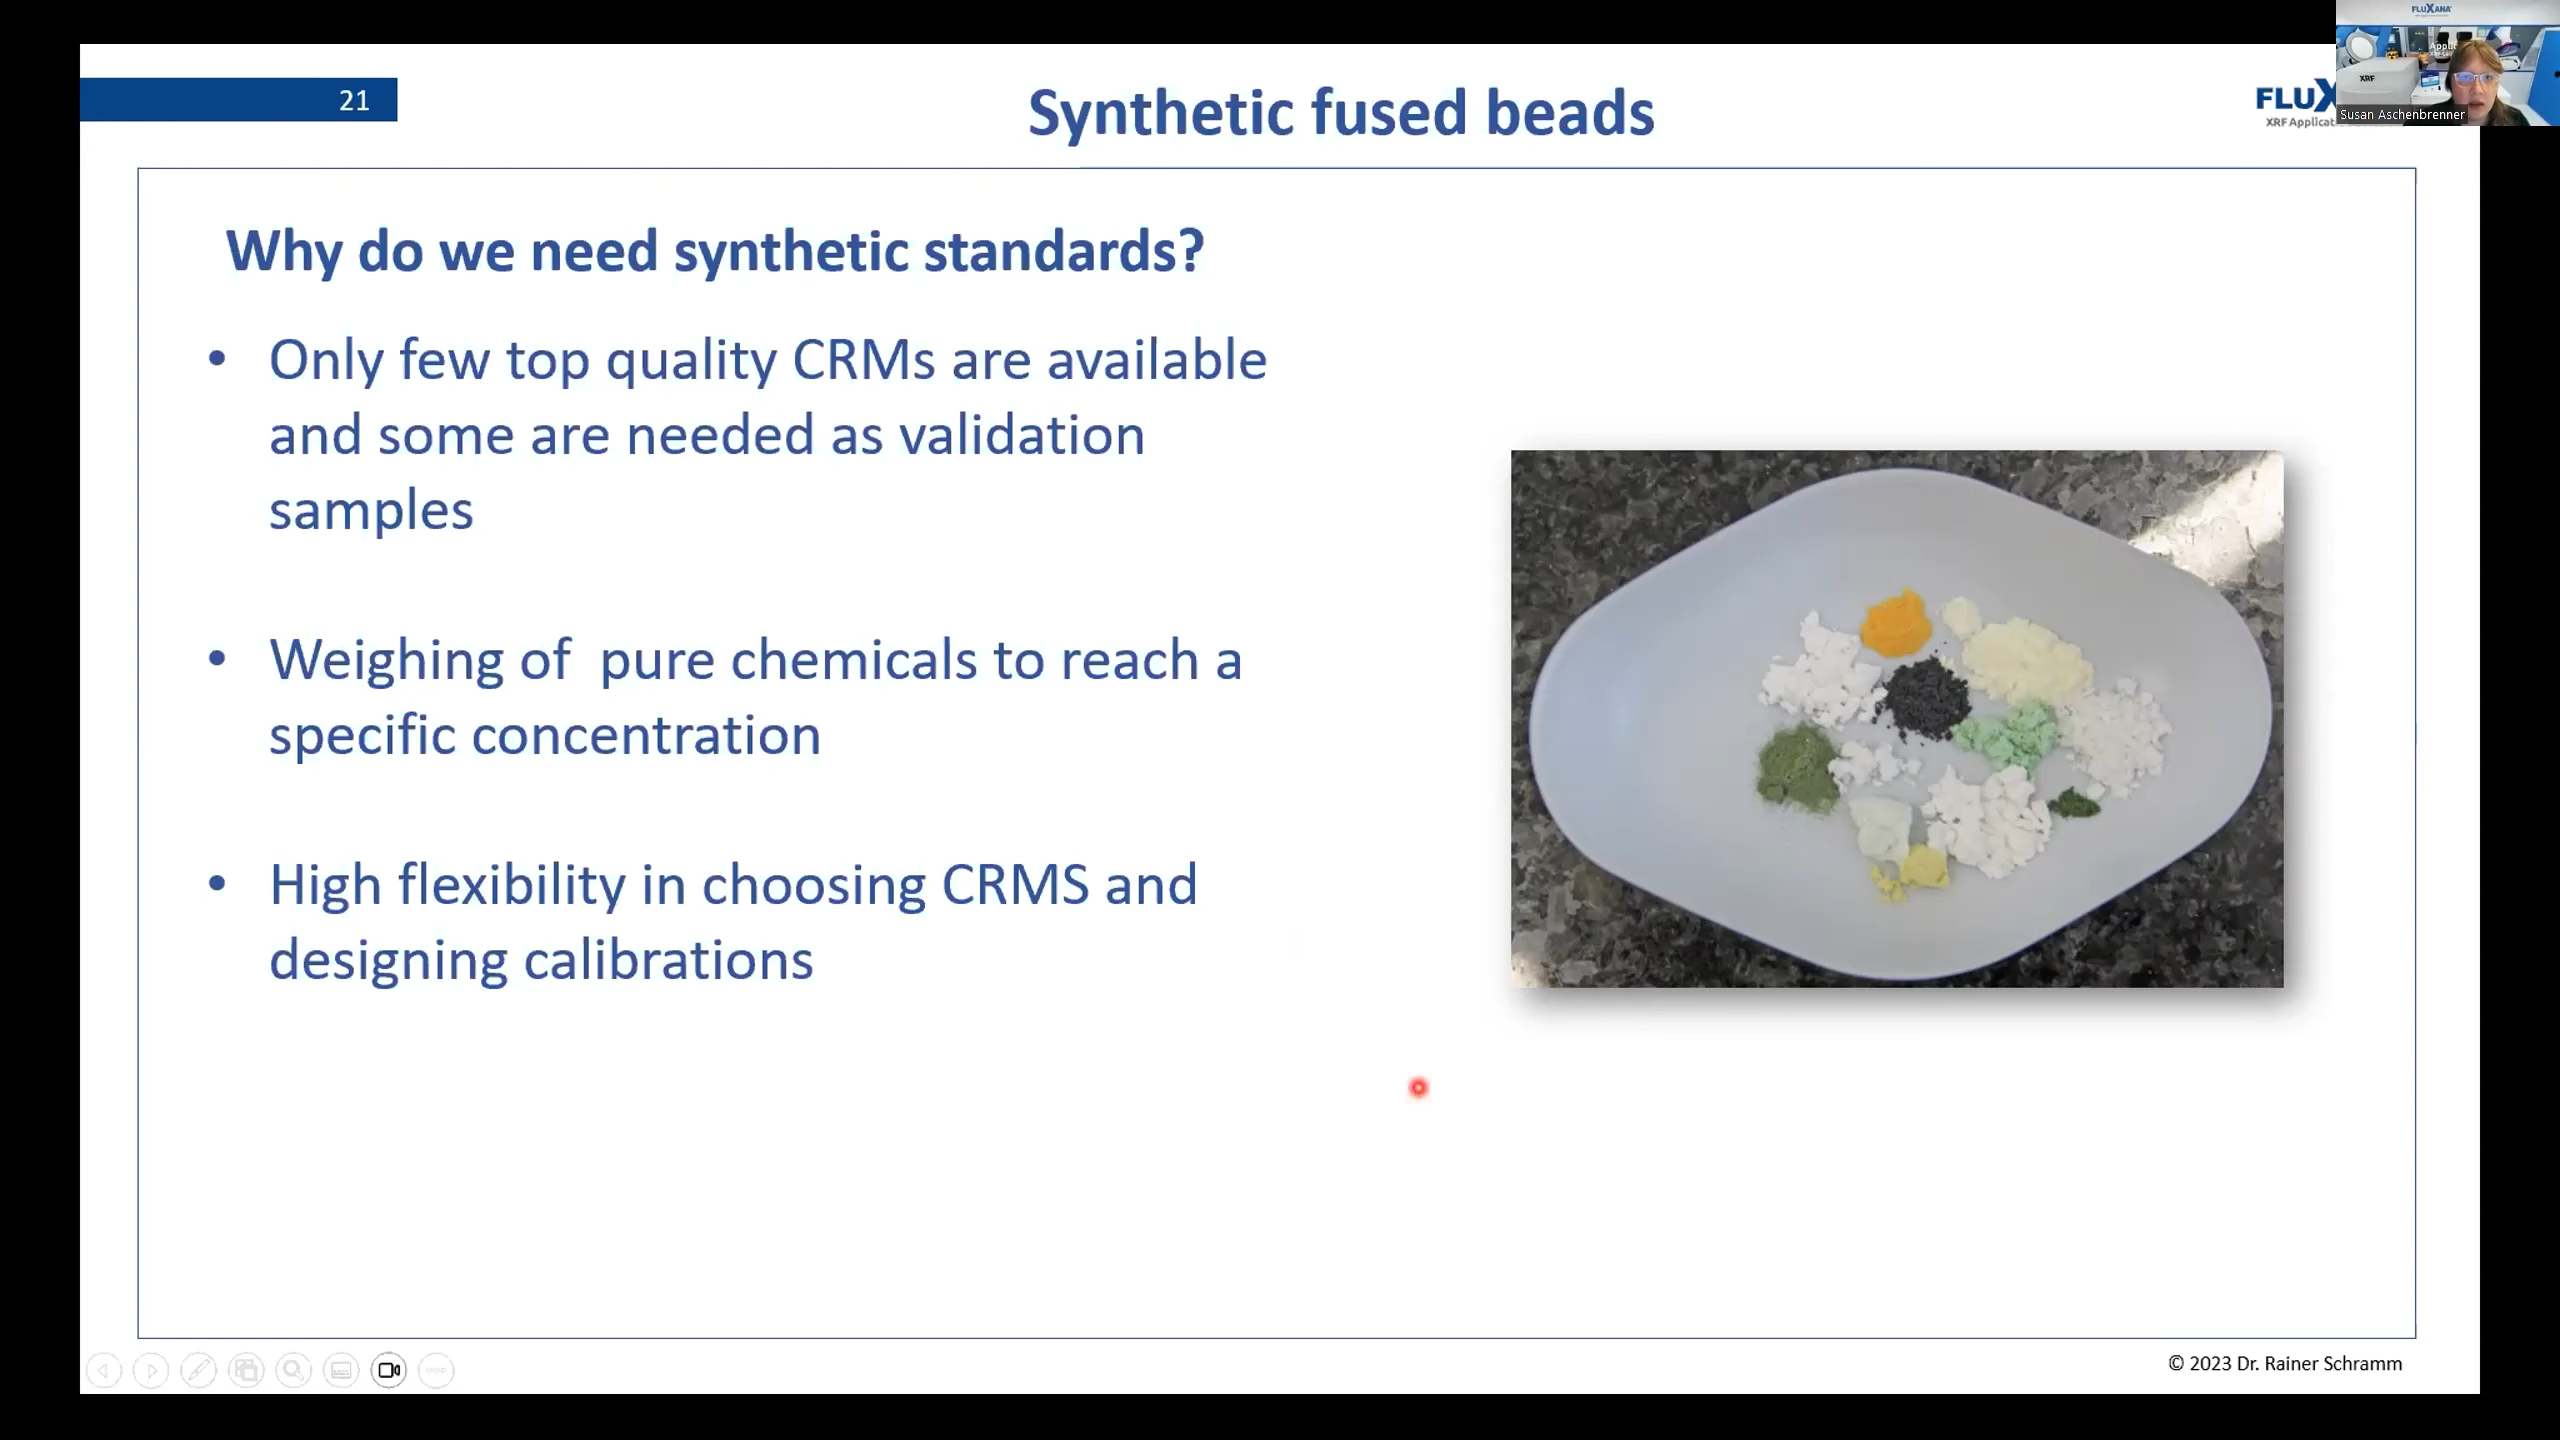 21
Synthetic fused beads
FLUX
XRF Applicat
FLUXANA
XRF
Susan Aschenbrenner
Why do we need synthetic standards?
• Only few top quality CRMs are available
and some are needed as validation
samples
• Weighing of  pure chemicals to reach a
specific concentration
• High flexibility in choosing CRMS and
designing calibrations
© 2023 Dr. Rainer Schramm